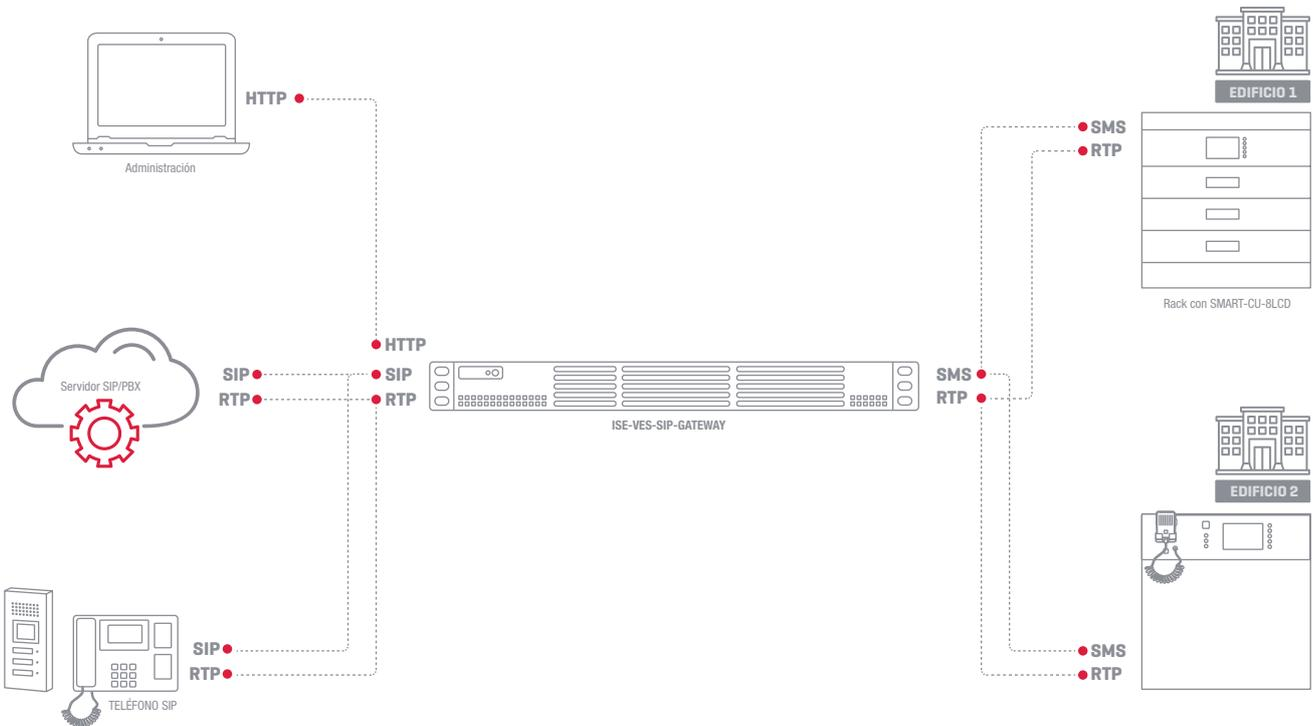 EDIFICIO 1
HTTP
SMS
RTP
Administración
Rack con SMART-CU-8LCD
HTTP
Servidor SIP/PBX
SIP
SIP
SMS
RTP
RTP
RTP
ISE-VES-SIP-GATEWAY
EDIFICIO 2
SIP
SMS
RTP
RTP
TELÉFONO SIP